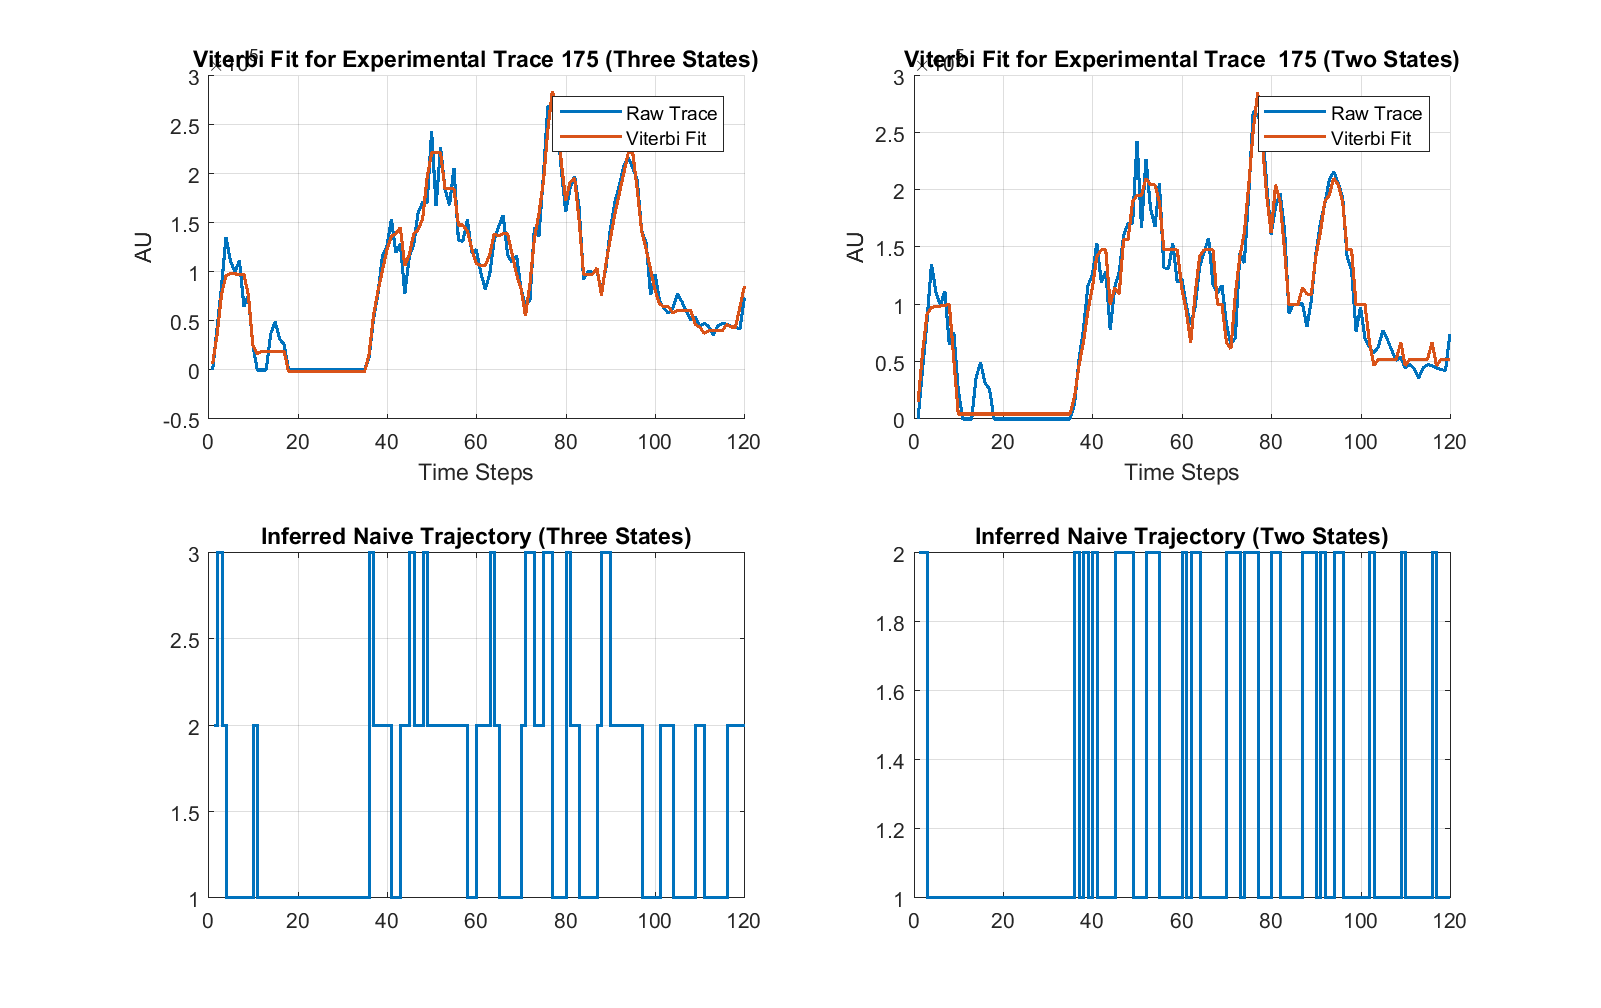 Viterbi Fit for Experimental Trace 175 (Three States)
×10^5
3
2.5
2
1.5
1
0.5
0
-0.5
AU
0 20 40 60 80 100 120
Time Steps
Raw Trace
Viterbi Fit
Viterbi Fit for Experimental Trace  175 (Two States)
×10^5
3
2.5
2
1.5
1
0.5
0
AU
0 20 40 60 80 100 120
Time Steps
Raw Trace
Viterbi Fit
Inferred Naive Trajectory (Three States)
3
2.5
2
1.5
1
0 20 40 60 80 100 120
Inferred Naive Trajectory (Two States)
2
1.8
1.6
1.4
1.2
1
0 20 40 60 80 100 120